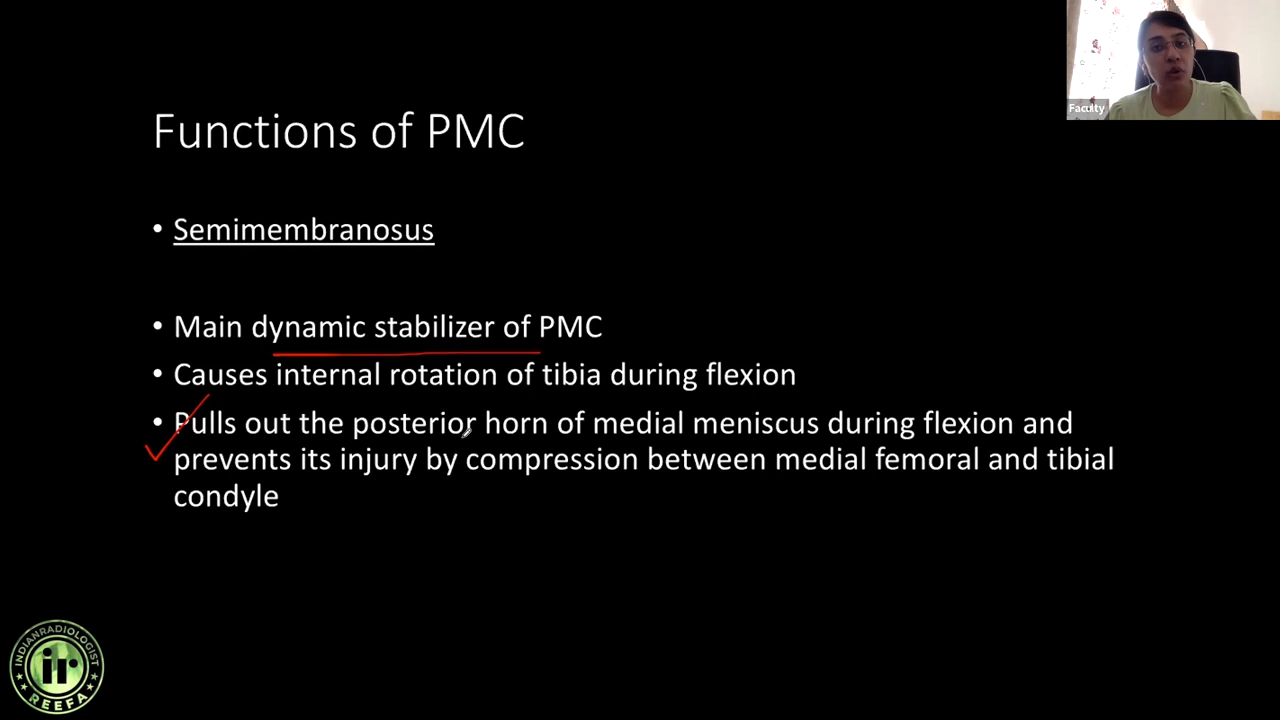 Faculty
Functions of PMC
• Semimembranosus
• Main dynamic stabilizer of PMC
• Causes internal rotation of tibia during flexion
• Pulls out the posterior horn of medial meniscus during flexion and
prevents its injury by compression between medial femoral and tibial
condyle
INDIANRADIOLOGIST
ir
REEFA